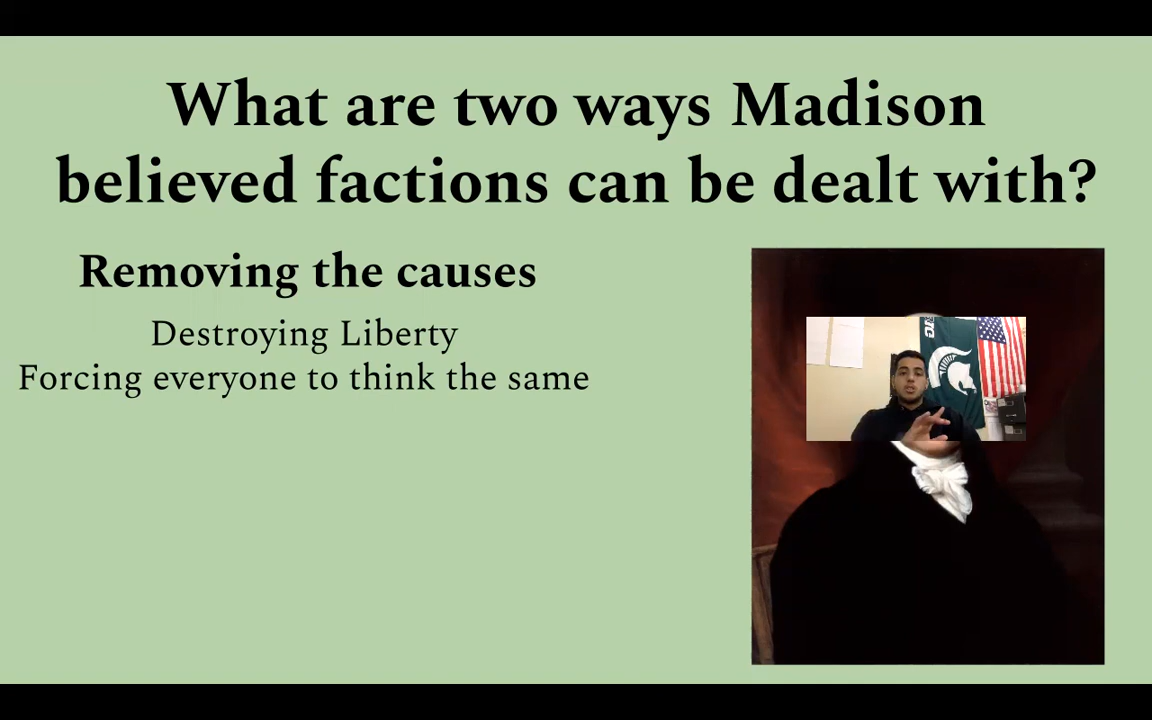 What are two ways Madison
believed factions can be dealt with?
Removing the causes
Destroying Liberty
Forcing everyone to think the same